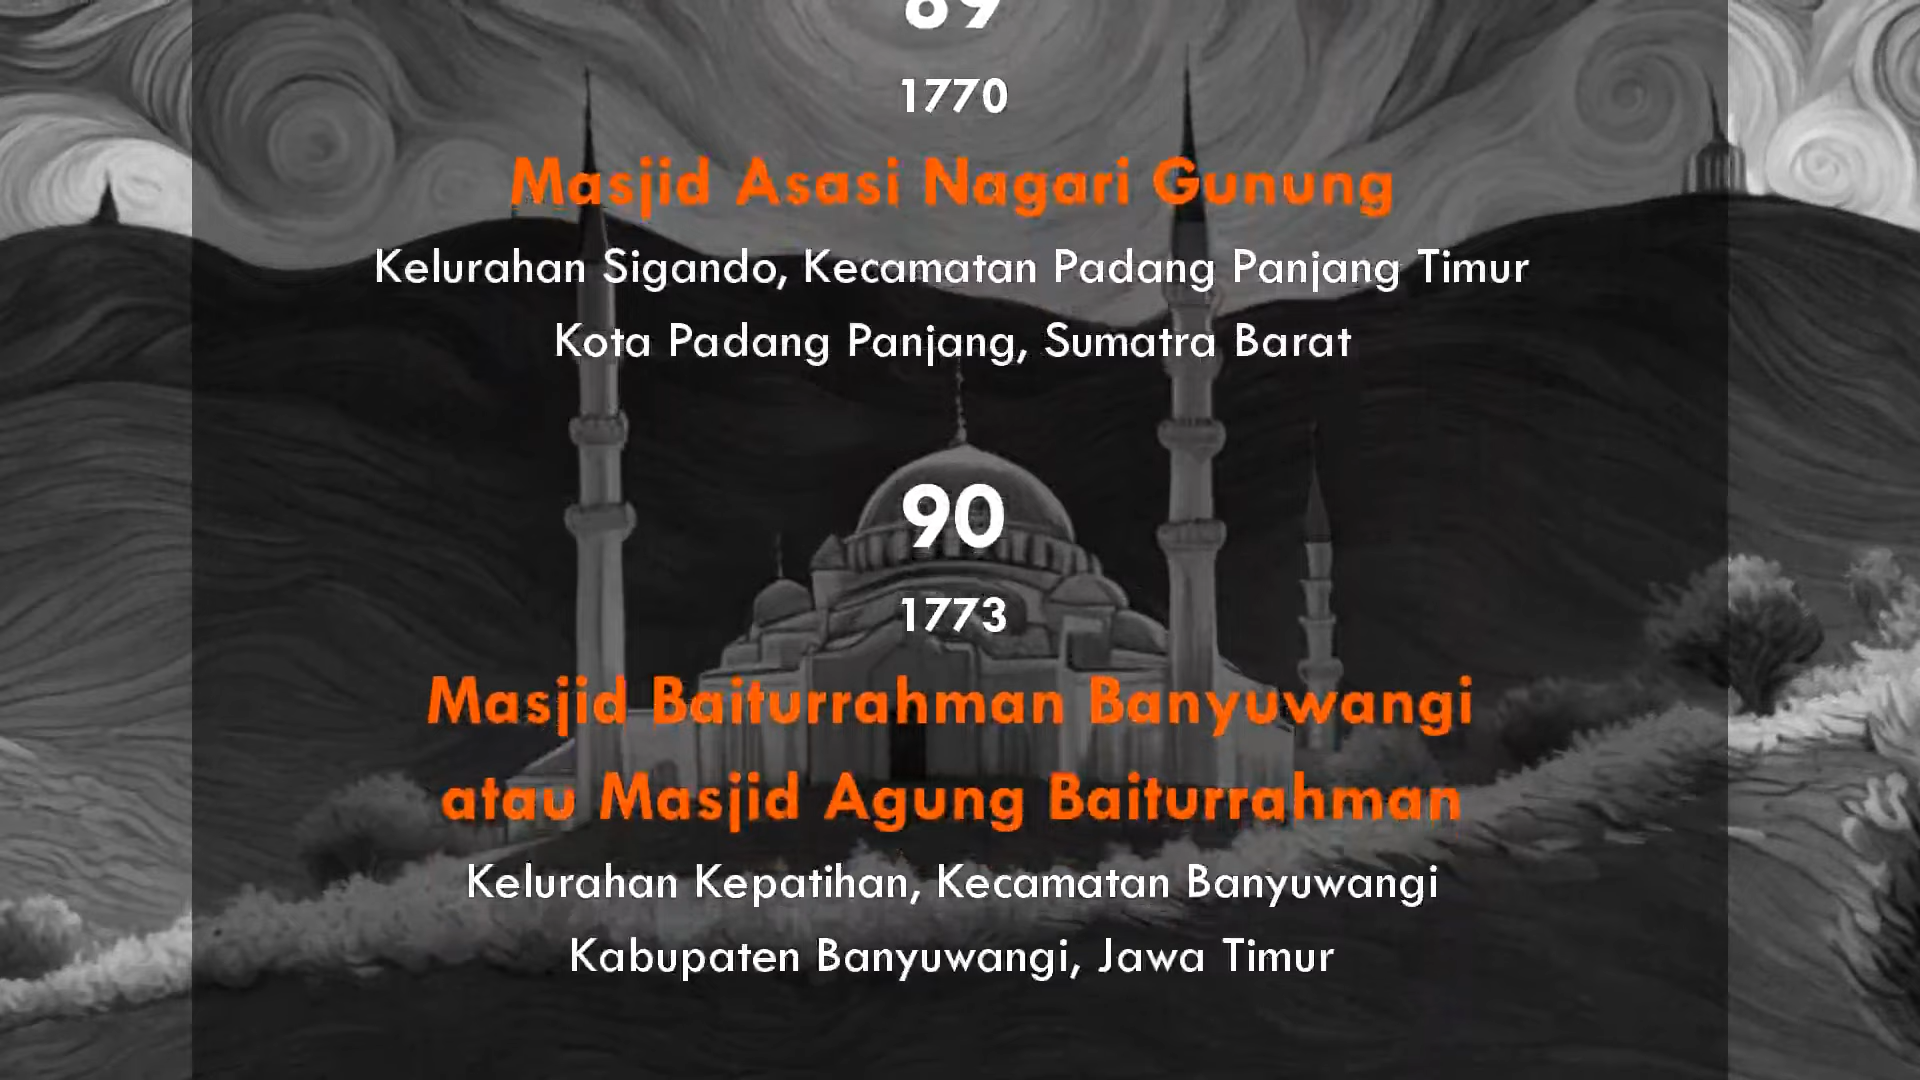 89
1770
Masjid Asasi Nagari Gunung
Kelurahan Sigando, Kecamatan Padang Panjang Timur
Kota Padang Panjang, Sumatra Barat
90
1773
Masjid Baiturrahman Banyuwangi
atau Masjid Agung Baiturrahman
Kelurahan Kepatihan, Kecamatan Banyuwangi
Kabupaten Banyuwangi, Jawa Timur